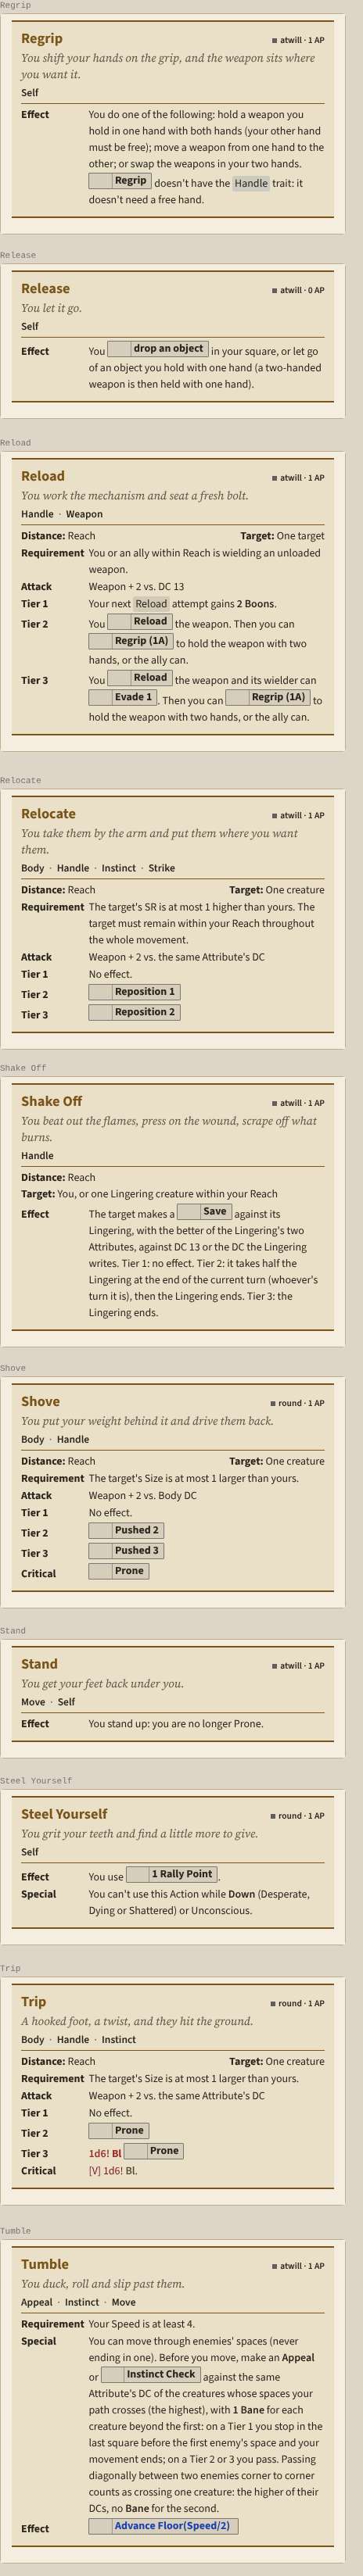 Regrip
Regrip
■ atwill · 1 AP
You shift your hands on the grip, and the weapon sits where
you want it.
Self
Effect You do one of the following: hold a weapon you
hold in one hand with both hands (your other hand
must be free); move a weapon from one hand to the
other; or swap the weapons in your two hands.
Regrip doesn't have the Handle trait: it
doesn't need a free hand.
Release
Release
■ atwill · 0 AP
You let it go.
Self
Effect You drop an object in your square, or let go
of an object you hold with one hand (a two-handed
weapon is then held with one hand).
Reload
Reload
■ atwill · 1 AP
You work the mechanism and seat a fresh bolt.
Handle · Weapon
Distance: Reach Target: One target
Requirement You or an ally within Reach is wielding an unloaded
weapon.
Attack Weapon + 2 vs. DC 13
Tier 1 Your next Reload attempt gains 2 Boons.
Tier 2 You Reload the weapon. Then you can
Regrip (1A) to hold the weapon with two
hands, or the ally can.
Tier 3 You Reload the weapon and its wielder can
Evade 1. Then you can Regrip (1A) to
hold the weapon with two hands, or the ally can.
Relocate
Relocate
■ atwill · 1 AP
You take them by the arm and put them where you want
them.
Body · Handle · Instinct · Strike
Distance: Reach Target: One creature
Requirement The target's SR is at most 1 higher than yours. The
target must remain within your Reach throughout
the whole movement.
Attack Weapon + 2 vs. the same Attribute's DC
Tier 1 No effect.
Tier 2 Reposition 1
Tier 3 Reposition 2
Shake Off
Shake Off
■ atwill · 1 AP
You beat out the flames, press on the wound, scrape off what
burns.
Handle
Distance: Reach
Target: You, or one Lingering creature within your Reach
Effect The target makes a Save against its
Lingering, with the better of the Lingering's two
Attributes, against DC 13 or the DC the Lingering
writes. Tier 1: no effect. Tier 2: it takes half the
Lingering at the end of the current turn (whoever's
turn it is), then the Lingering ends. Tier 3: the
Lingering ends.
Shove
Shove
■ round · 1 AP
You put your weight behind it and drive them back.
Body · Handle
Distance: Reach Target: One creature
Requirement The target's Size is at most 1 larger than yours.
Attack Weapon + 2 vs. Body DC
Tier 1 No effect.
Tier 2 Pushed 2
Tier 3 Pushed 3
Critical Prone
Stand
Stand
■ atwill · 1 AP
You get your feet back under you.
Move · Self
Effect You stand up: you are no longer Prone.
Steel Yourself
Steel Yourself
■ round · 1 AP
You grit your teeth and find a little more to give.
Self
Effect You use 1 Rally Point.
Special You can't use this Action while Down (Desperate,
Dying or Shattered) or Unconscious.
Trip
Trip
■ round · 1 AP
A hooked foot, a twist, and they hit the ground.
Body · Handle · Instinct
Distance: Reach Target: One creature
Requirement The target's Size is at most 1 larger than yours.
Attack Weapon + 2 vs. the same Attribute's DC
Tier 1 No effect.
Tier 2 Prone
Tier 3 1d6! Bl Prone
Critical [V] 1d6! Bl.
Tumble
Tumble
■ atwill · 1 AP
You duck, roll and slip past them.
Appeal · Instinct · Move
Requirement Your Speed is at least 4.
Special You can move through enemies' spaces (never
ending in one). Before you move, make an Appeal
or Instinct Check against the same
Attribute's DC of the creatures whose spaces your
path crosses (the highest), with 1 Bane for each
creature beyond the first: on a Tier 1 you stop in the
last square before the first enemy's space and your
movement ends; on a Tier 2 or 3 you pass. Passing
diagonally between two enemies corner to corner
counts as crossing one creature: the higher of their
DCs, no Bane for the second.
Effect Advance Floor(Speed/2)